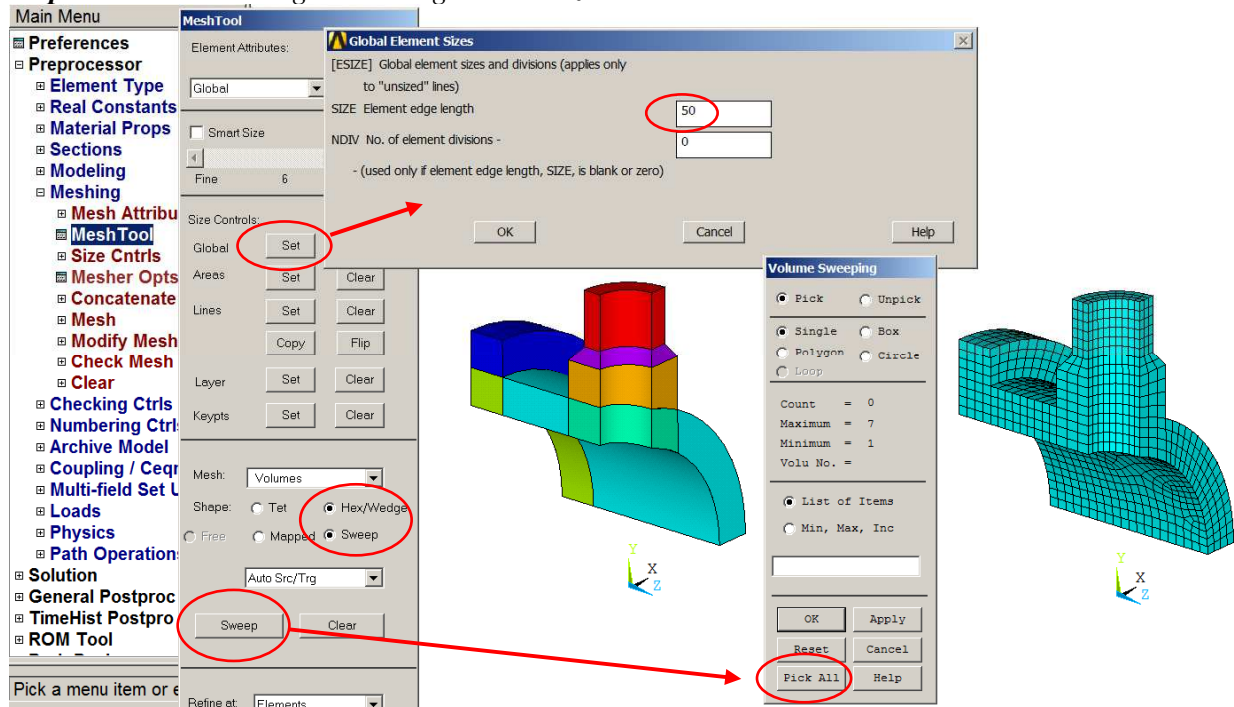 Main Menu
Preferences
Preprocessor
Element Type
Real Constants
Material Props
Sections
Modeling
Meshing
Mesh Attribu
MeshTool
Size Cntrls
Mesher Opts
Concatenate
Mesh
Modify Mesh
Check Mesh
Clear
Checking Ctrls
Numbering Ctrl
Archive Model
Coupling / Ceqn
Multi-field Set U
Loads
Physics
Path Operations
Solution
General Postproc
TimeHist Postpro
ROM Tool
Pick a menu item or e
MeshTool
Element Attributes:
Global
Smart Size
Fine 6
Size Controls:
Global Set
Areas Set Clear
Lines Set Clear
Copy Flip
Layer Set Clear
Keypts Set Clear
Mesh: Volumes
Shape: Tet Hex/Wedge
Free Mapped Sweep
Auto Src/Trg
Sweep Clear
Refine at: Elements
Global Element Sizes
[ESIZE] Global element sizes and divisions (applies only
to "unsized" lines)
SIZE Element edge length 50
NDIV No. of element divisions - 0
- (used only if element edge length, SIZE, is blank or zero)
OK Cancel Help
Volume Sweeping
Pick Unpick
Single Box
Polygon Circle
Loop
Count = 0
Maximum = 7
Minimum = 1
Volu No. =
List of Items
Min, Max, Inc
OK Apply
Reset Cancel
Pick All Help
Y
X
Z
Y
X
Z